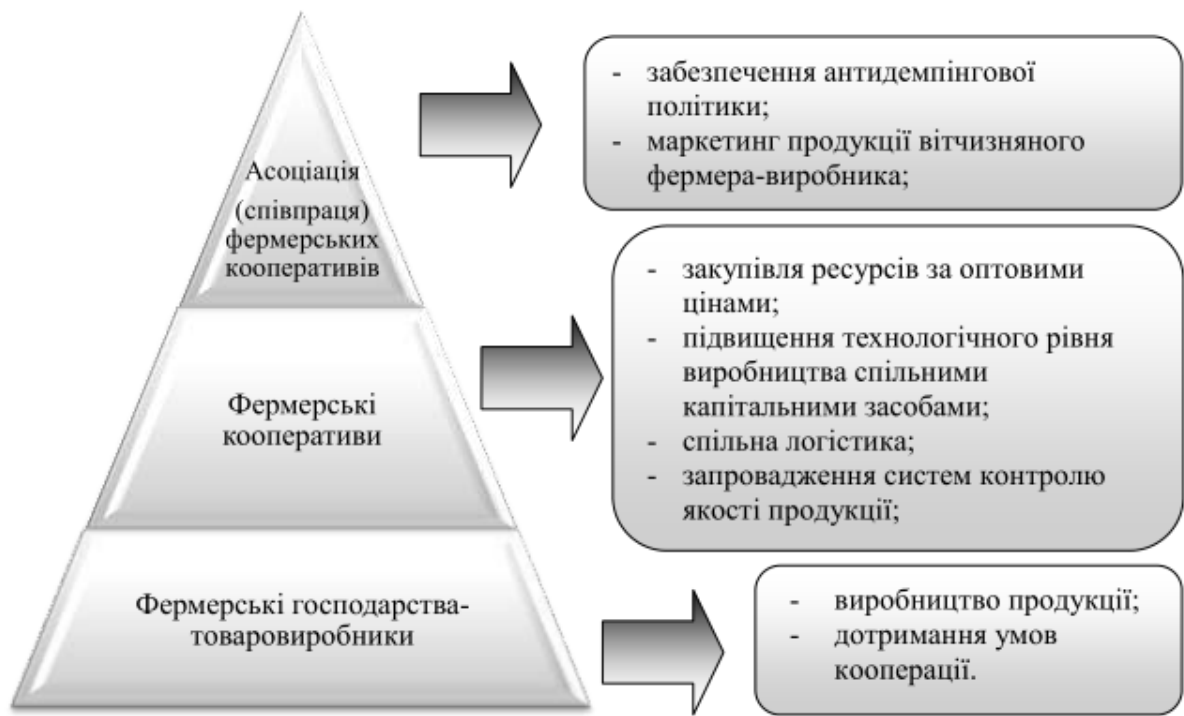 Асоціація
(співпраця)
фермерських
кооперативів
- забезпечення антидемпінгової
політики;
- маркетинг продукції вітчизняного
фермера-виробника;
Фермерські
кооперативи
- закупівля ресурсів за оптовими
цінами;
- підвищення технологічного рівня
виробництва спільними
капітальними засобами;
- спільна логістика;
- запровадження систем контролю
якості продукції;
Фермерські господарства-
товаровиробники
- виробництво продукції;
- дотримання умов
кооперації.